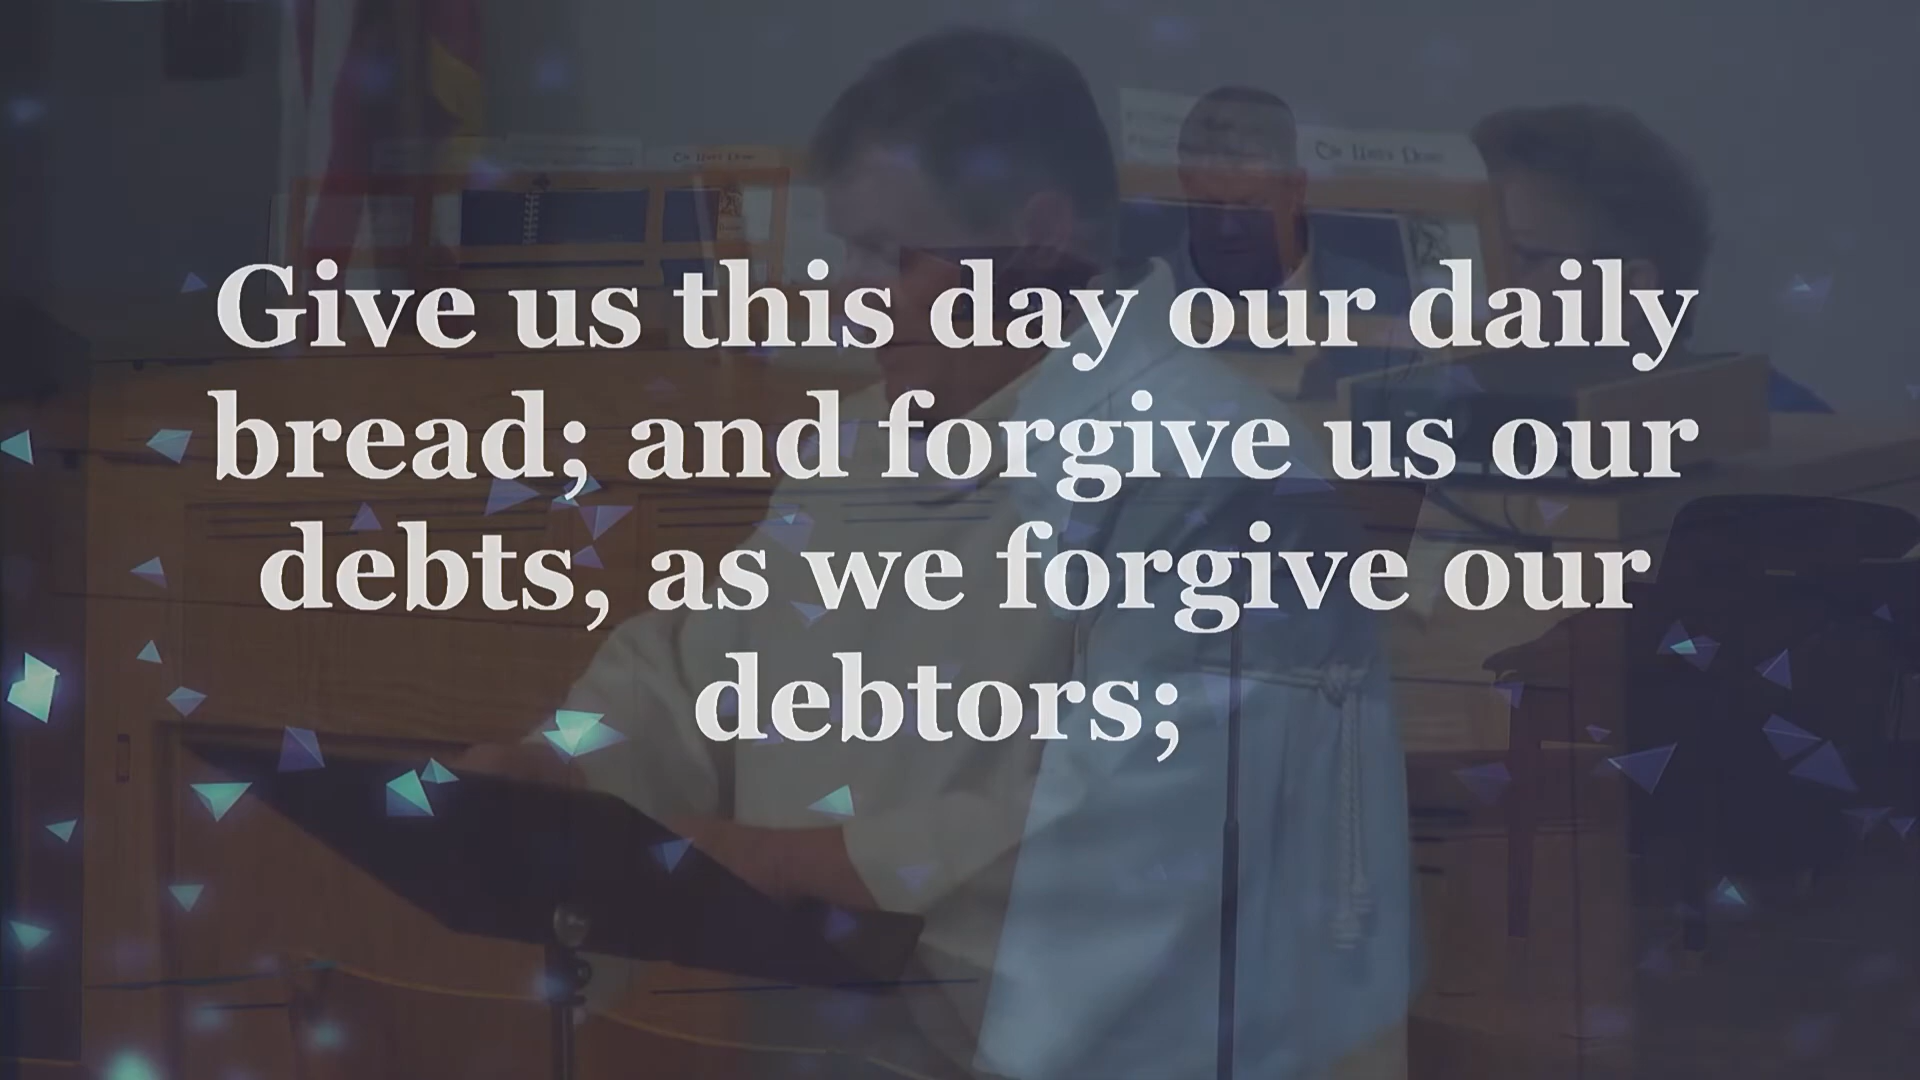 Give us this day our daily
bread; and forgive us our
debts, as we forgive our
debtors;